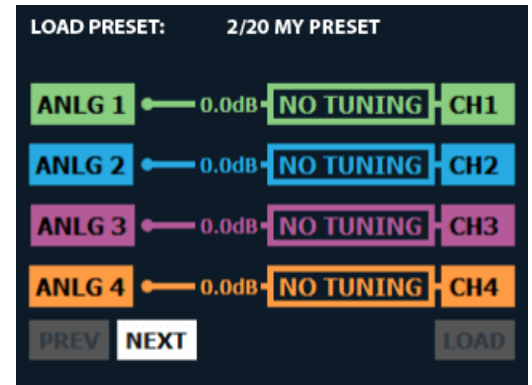 LOAD PRESET: 2/20 MY PRESET
ANLG 1 0.0dB NO TUNING CH1
ANLG 2 0.0dB NO TUNING CH2
ANLG 3 0.0dB NO TUNING CH3
ANLG 4 0.0dB NO TUNING CH4
PREV NEXT LOAD